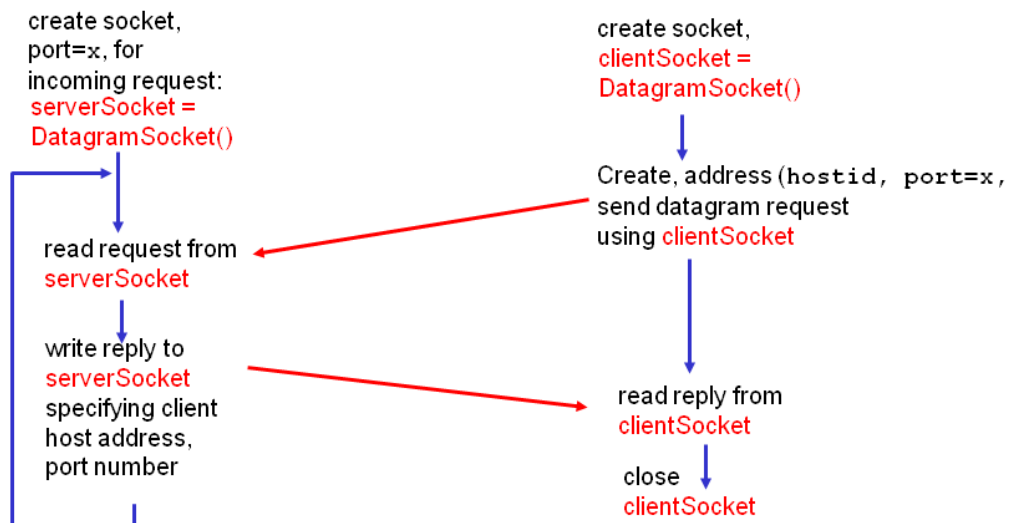 create socket,
port=x, for
incoming request:
serverSocket =
DatagramSocket()
read request from
serverSocket
write reply to
serverSocket
specifying client
host address,
port number
create socket,
clientSocket =
DatagramSocket()
Create, address (hostid, port=x,
send datagram request
using clientSocket
read reply from
clientSocket
close
clientSocket